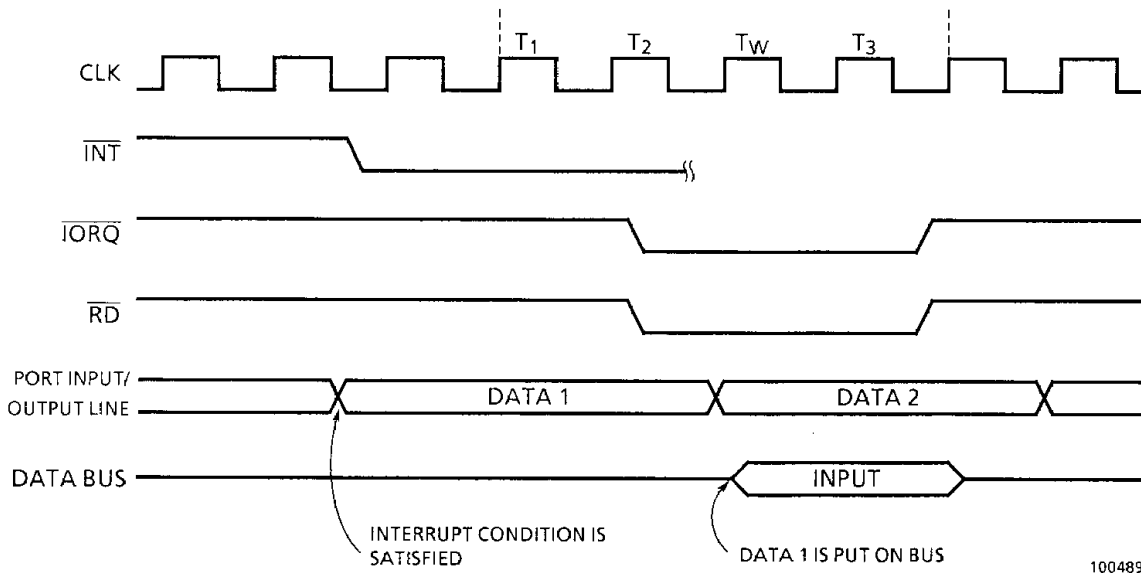 T1 T2 TW T3
CLK
INT
IORQ
RD
PORT INPUT/
OUTPUT LINE
DATA 1 DATA 2
DATA BUS
INPUT
INTERRUPT CONDITION IS
SATISFIED
DATA 1 IS PUT ON BUS
100489